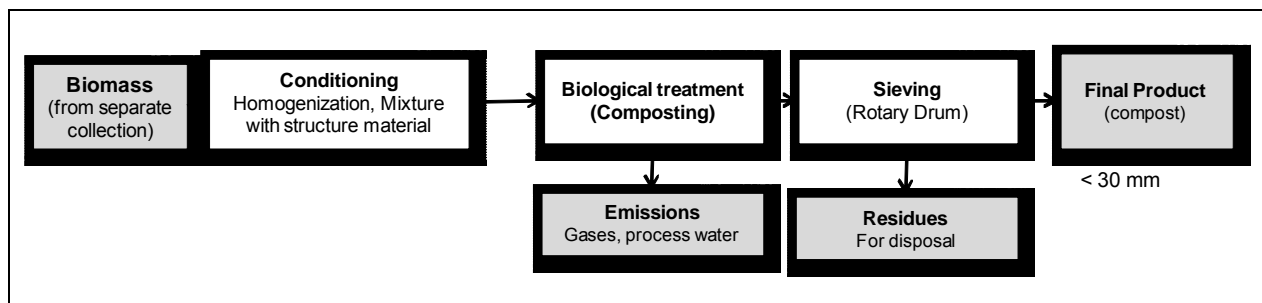 Biomass
(from separate
collection)
Conditioning
Homogenization, Mixture
with structure material
Biological treatment
(Composting)
Sieving
(Rotary Drum)
Final Product
(compost)
< 30 mm
Emissions
Gases, process water
Residues
For disposal